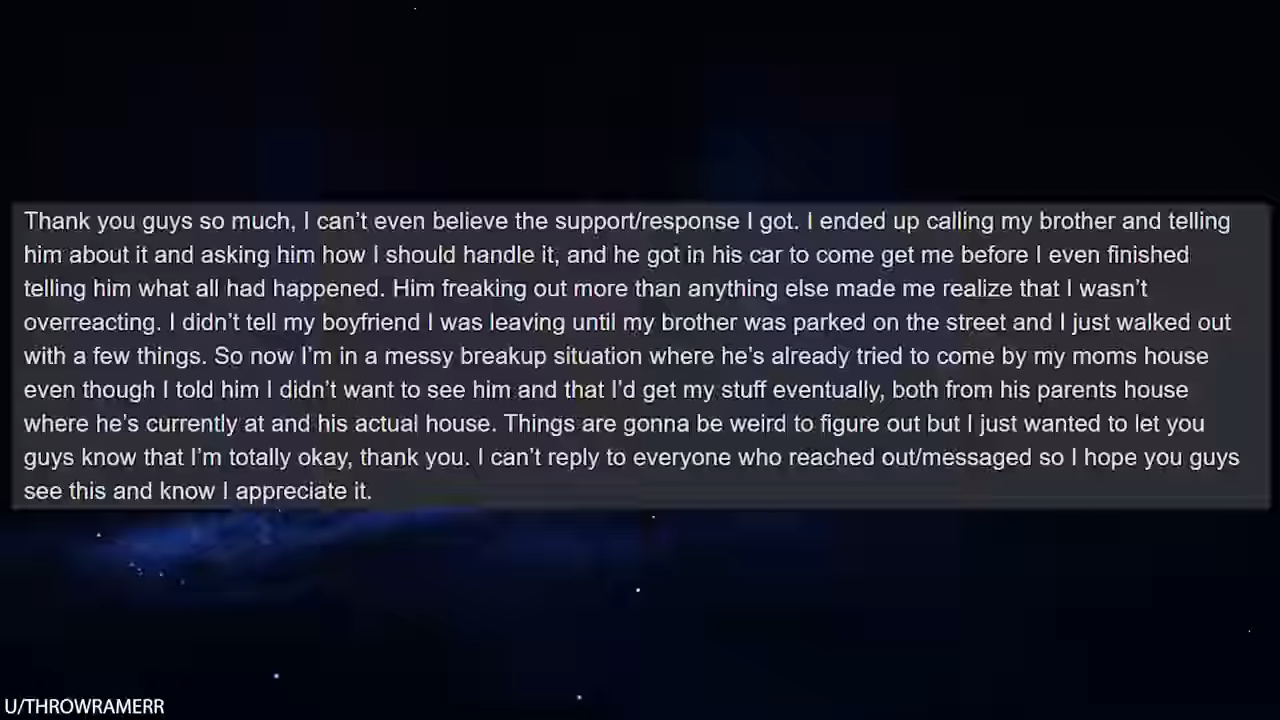 Thank you guys so much, I can't even believe the support/response I got. I ended up calling my brother and telling
him about it and asking him how I should handle it, and he got in his car to come get me before I even finished
telling him what all had happened. Him freaking out more than anything else made me realize that I wasn't
overreacting. I didn't tell my boyfriend I was leaving until my brother was parked on the street and I just walked out
with a few things. So now I'm in a messy breakup situation where he's already tried to come by my moms house
even though I told him I didn't want to see him and that I'd get my stuff eventually, both from his parents house
where he's currently at and his actual house. Things are gonna be weird to figure out but I just wanted to let you
guys know that I'm totally okay, thank you. I can't reply to everyone who reached out/messaged so I hope you guys
see this and know I appreciate it.
U/THROWRAMERR